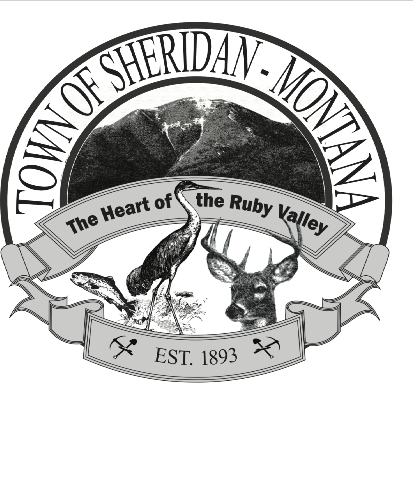 TOWN OF SHERIDAN - MONTANA
The Heart of the Ruby Valley
EST. 1893